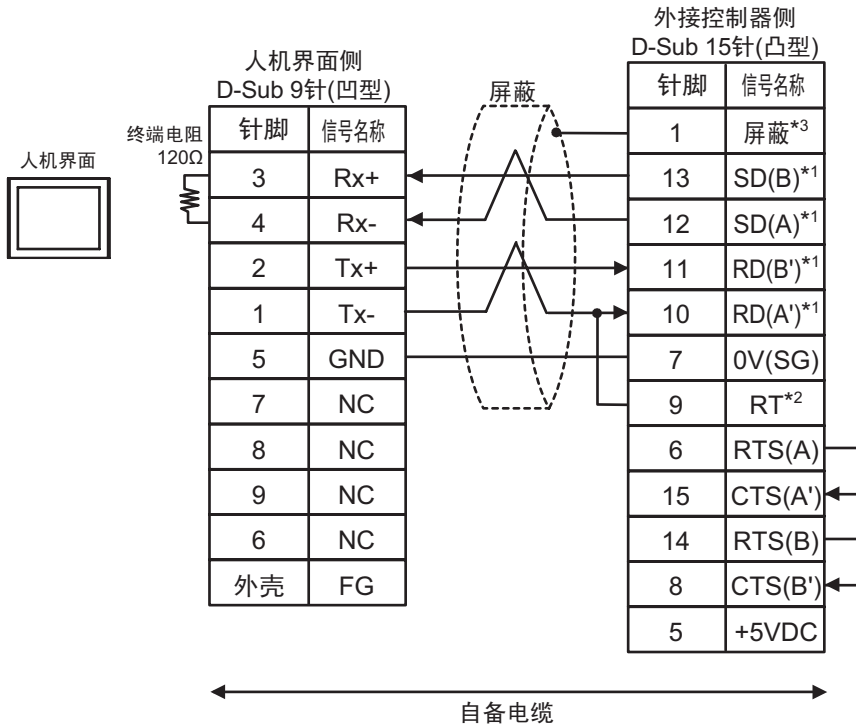 外接控制器侧
D-Sub 15针(凸型)
人机界面侧
D-Sub 9针(凹型)
屏蔽
终端电阻
120Ω
人机界面
针脚 信号名称
3 Rx+
4 Rx-
2 Tx+
1 Tx-
5 GND
7 NC
8 NC
9 NC
6 NC
外壳 FG
针脚 信号名称
1 屏蔽*3
13 SD(B)*1
12 SD(A)*1
11 RD(B')*1
10 RD(A')*1
7 0V(SG)
9 RT*2
6 RTS(A)
15 CTS(A')
14 RTS(B)
8 CTS(B')
5 +5VDC
自备电缆